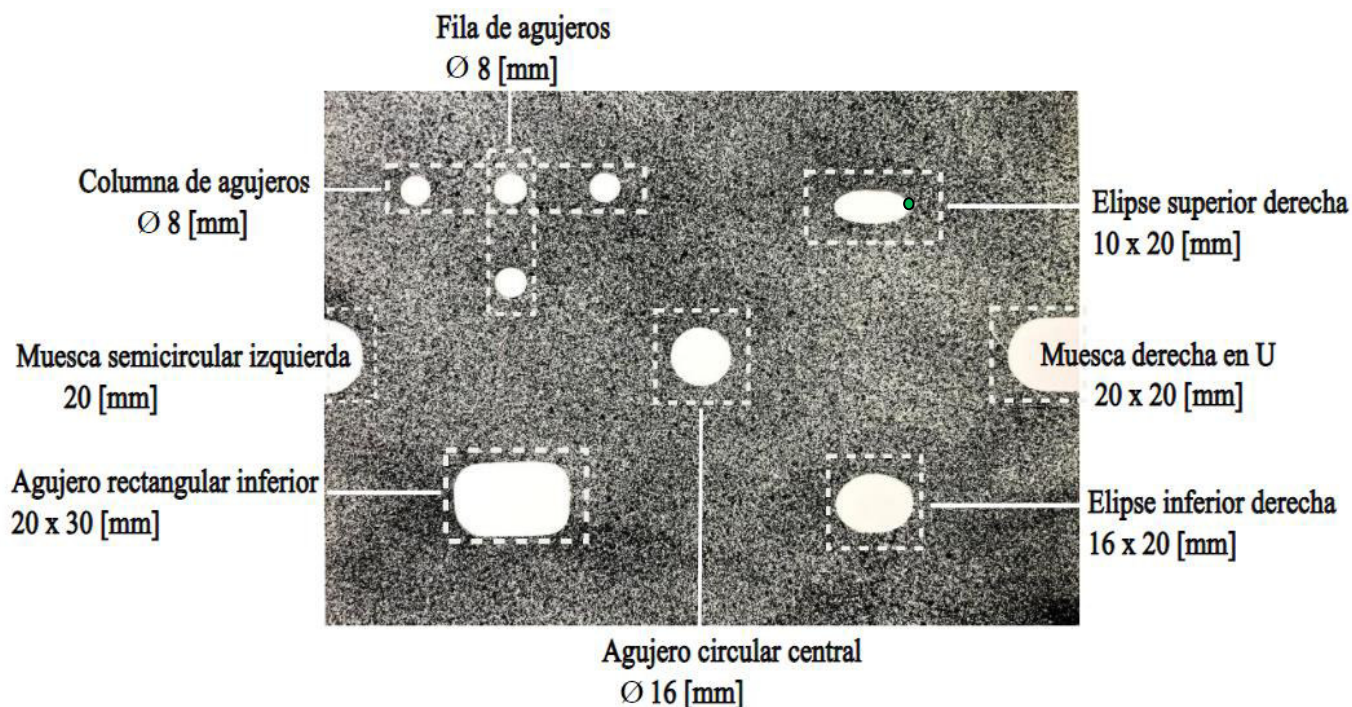 Fila de agujeros
Ø 8 [mm]
Columna de agujeros
Ø 8 [mm]
Elipse superior derecha
10 x 20 [mm]
Muesca semicircular izquierda
20 [mm]
Muesca derecha en U
20 x 20 [mm]
Agujero rectangular inferior
20 x 30 [mm]
Elipse inferior derecha
16 x 20 [mm]
Agujero circular central
Ø 16 [mm]